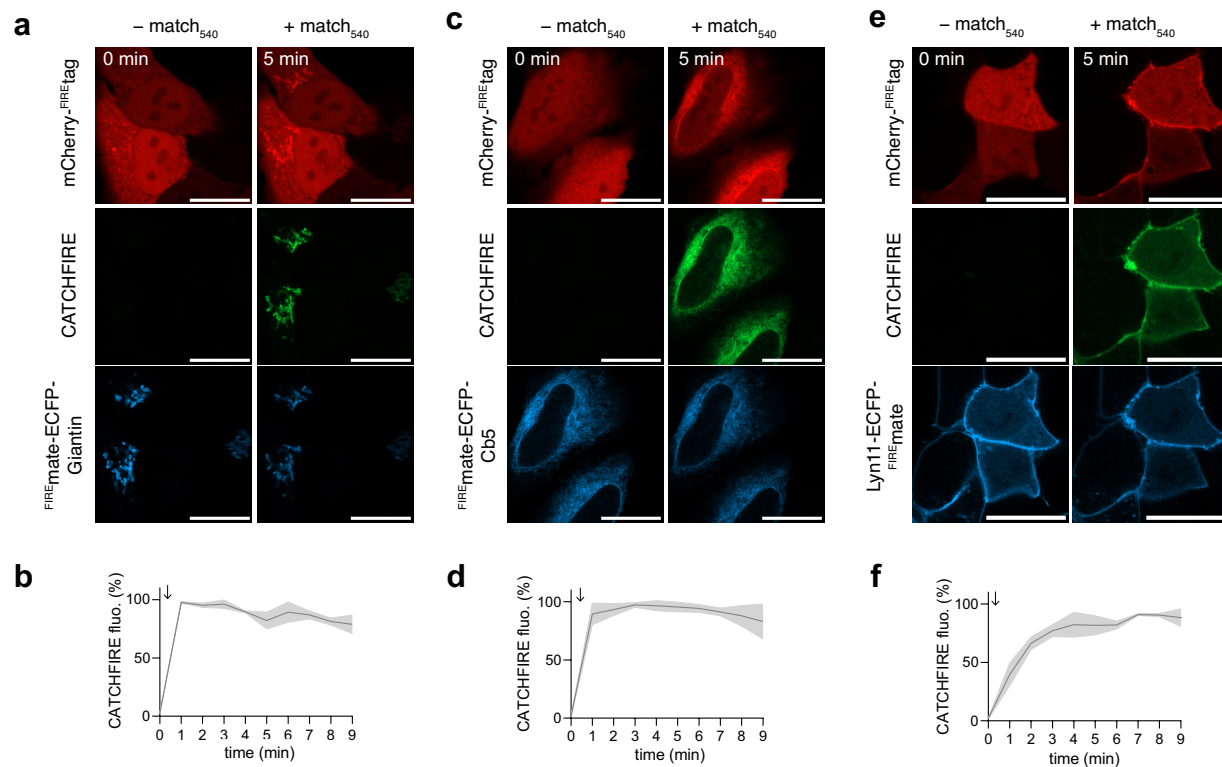 a
– match540
+ match540
0 min
5 min
mCherry-FIREtag
CATCHFIRE
FIREmate-ECFP-
Giantin
c
– match540
+ match540
0 min
5 min
mCherry-FIREtag
CATCHFIRE
FIREmate-ECFP-
Cb5
e
– match540
+ match540
0 min
5 min
mCherry-FIREtag
CATCHFIRE
Lyn11-ECFP-
FIREmate
b
CATCHFIRE fluo. (%)
100
50
0
0 1 2 3 4 5 6 7 8 9
time (min)
d
CATCHFIRE fluo. (%)
100
50
0
0 1 2 3 4 5 6 7 8 9
time (min)
f
CATCHFIRE fluo. (%)
100
50
0
0 1 2 3 4 5 6 7 8 9
time (min)